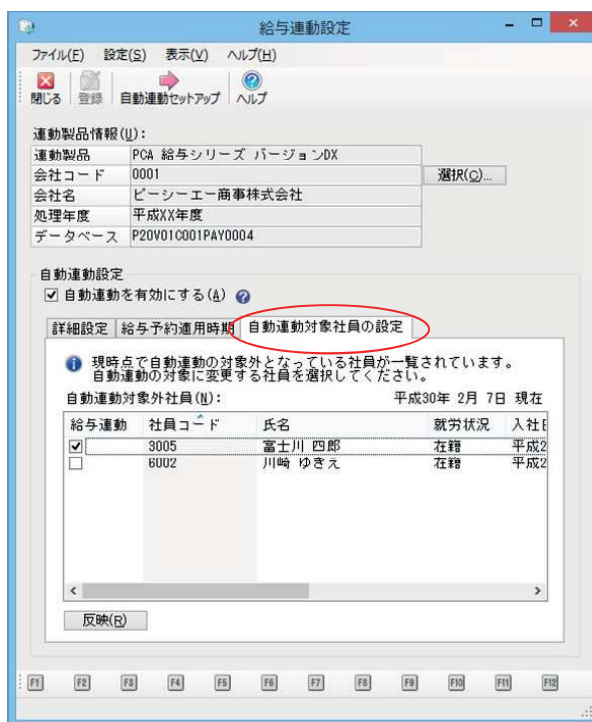 給与連動設定
ファイル(F) 設定(S) 表示(V) ヘルプ(H)
閉じる 登録 自動連動セットアップ ヘルプ
連動製品情報(U):
連動製品 PCA 給与シリーズ バージョンDX
会社コード 0001 選択(C)...
会社名 ピーシーエー商事株式会社
処理年度 平成XX年度
データベース P20V01C001PAY0004
自動連動設定
自動連動を有効にする(A)
詳細設定 給与予約適用時期 自動連動対象社員の設定
現時点で自動連動の対象外となっている社員が一覧されています。
自動連動の対象に変更する社員を選択してください。
自動連動対象外社員(N): 平成30年 2月 7日 現在
給与連動 社員コード 氏名 就労状況 入社
3005 富士川 四郎 在籍 平成2
6002 川崎 ゆきえ 在籍 平成2
反映(R)
F1 F2 F3 F4 F5 F6 F7 F8 F9 F10 F11 F12